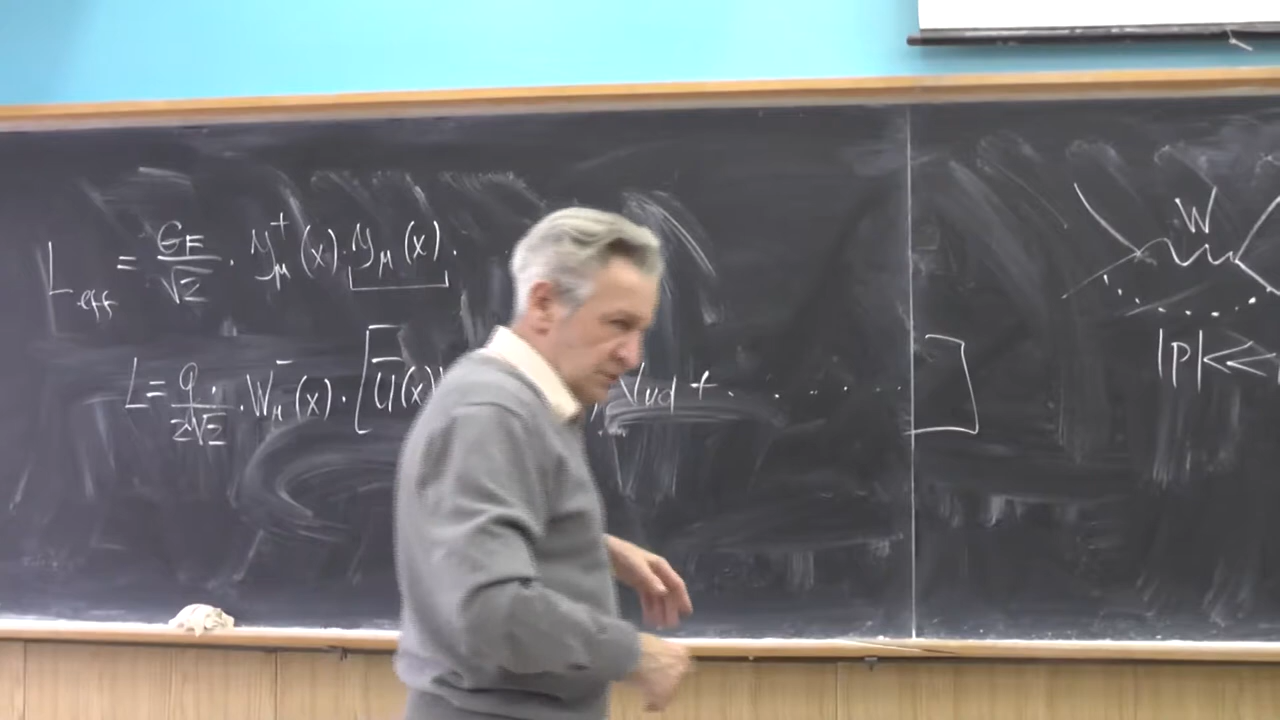 L_eff = G_F/√2 · J_μ^+(x) · J_μ(x).
L = g/2√2 · W_μ^-(x) · [ū(x) V_ud + . . . . . . ]
W
|p| <<